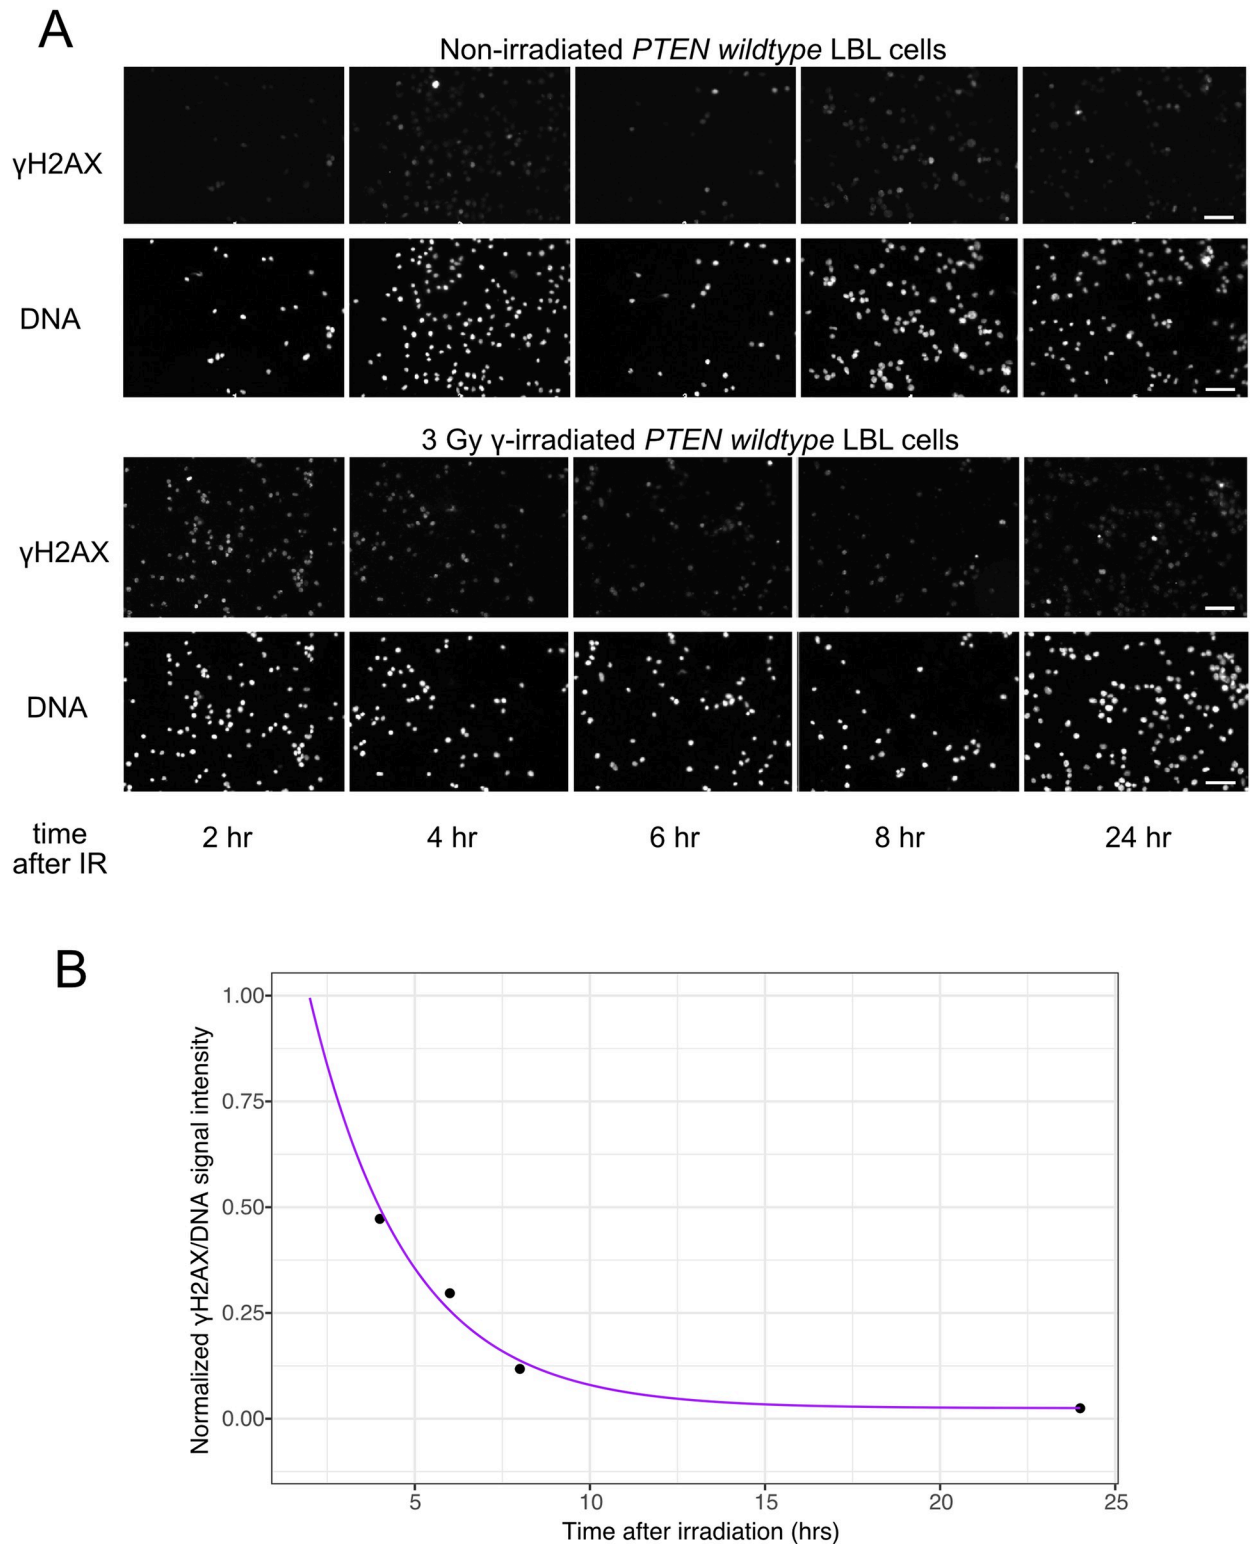 A
Non-irradiated PTEN wildtype LBL cells
γH2AX
DNA
3 Gy γ-irradiated PTEN wildtype LBL cells
γH2AX
DNA
time
after IR
2 hr
4 hr
6 hr
8 hr
24 hr
B
Normalized γH2AX/DNA signal intensity
1.00
0.75
0.50
0.25
0.00
5
10
15
20
25
Time after irradiation (hrs)